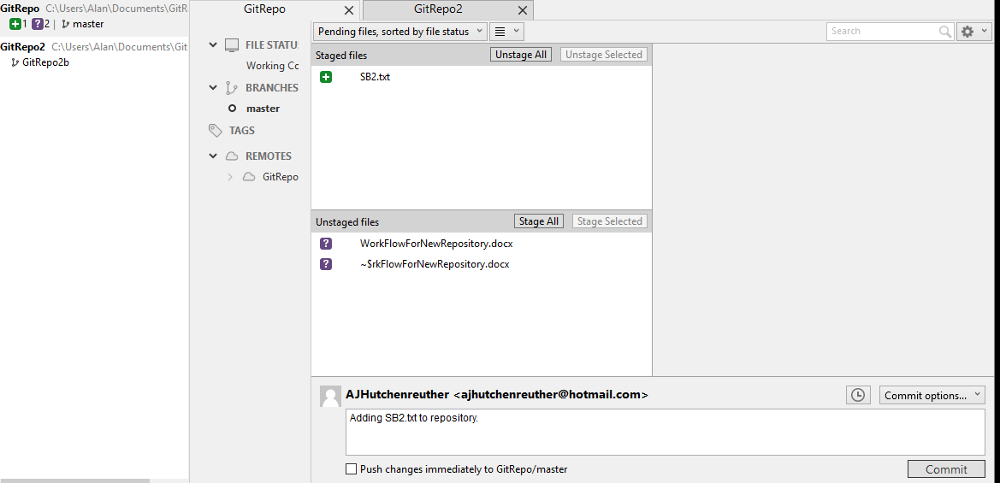 GitRepo C:\Users\Alan\Documents\GitR
1 ? 2 | master
GitRepo2 C:\Users\Alan\Documents\Git
GitRepo2b
GitRepo
GitRepo2
FILE STATU
Working Co
BRANCHES
master
TAGS
REMOTES
GitRepo
Pending files, sorted by file status
Search
Staged files
Unstage All
Unstage Selected
SB2.txt
Unstaged files
Stage All
Stage Selected
? WorkFlowForNewRepository.docx
? ~$rkFlowForNewRepository.docx
AJHutchenreuther <ajhutchenreuther@hotmail.com>
Commit options...
Adding SB2.txt to repository.
Push changes immediately to GitRepo/master
Commit